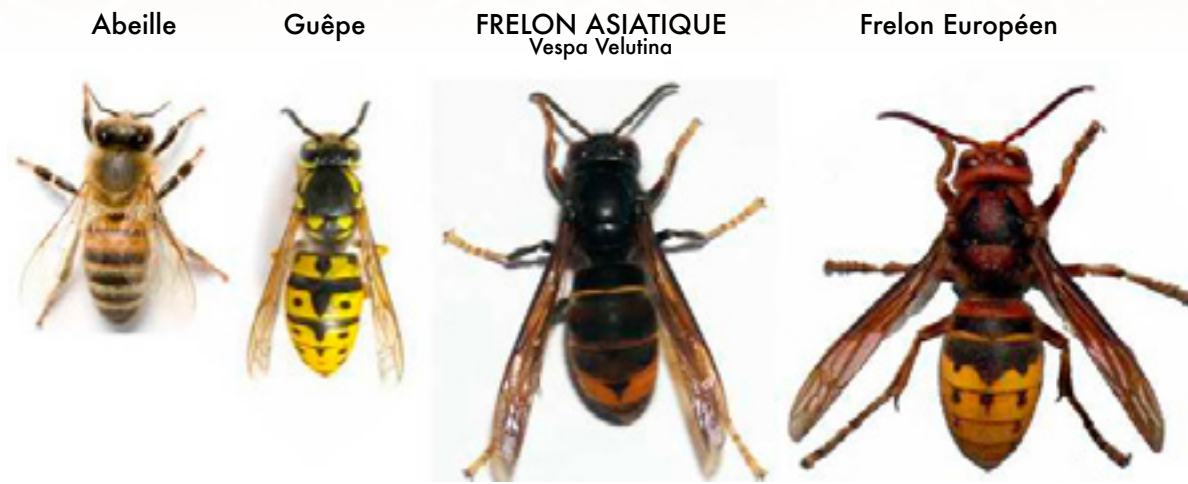 Abeille
Guêpe
FRELON ASIATIQUE
Vespa Velutina
Frelon Européen